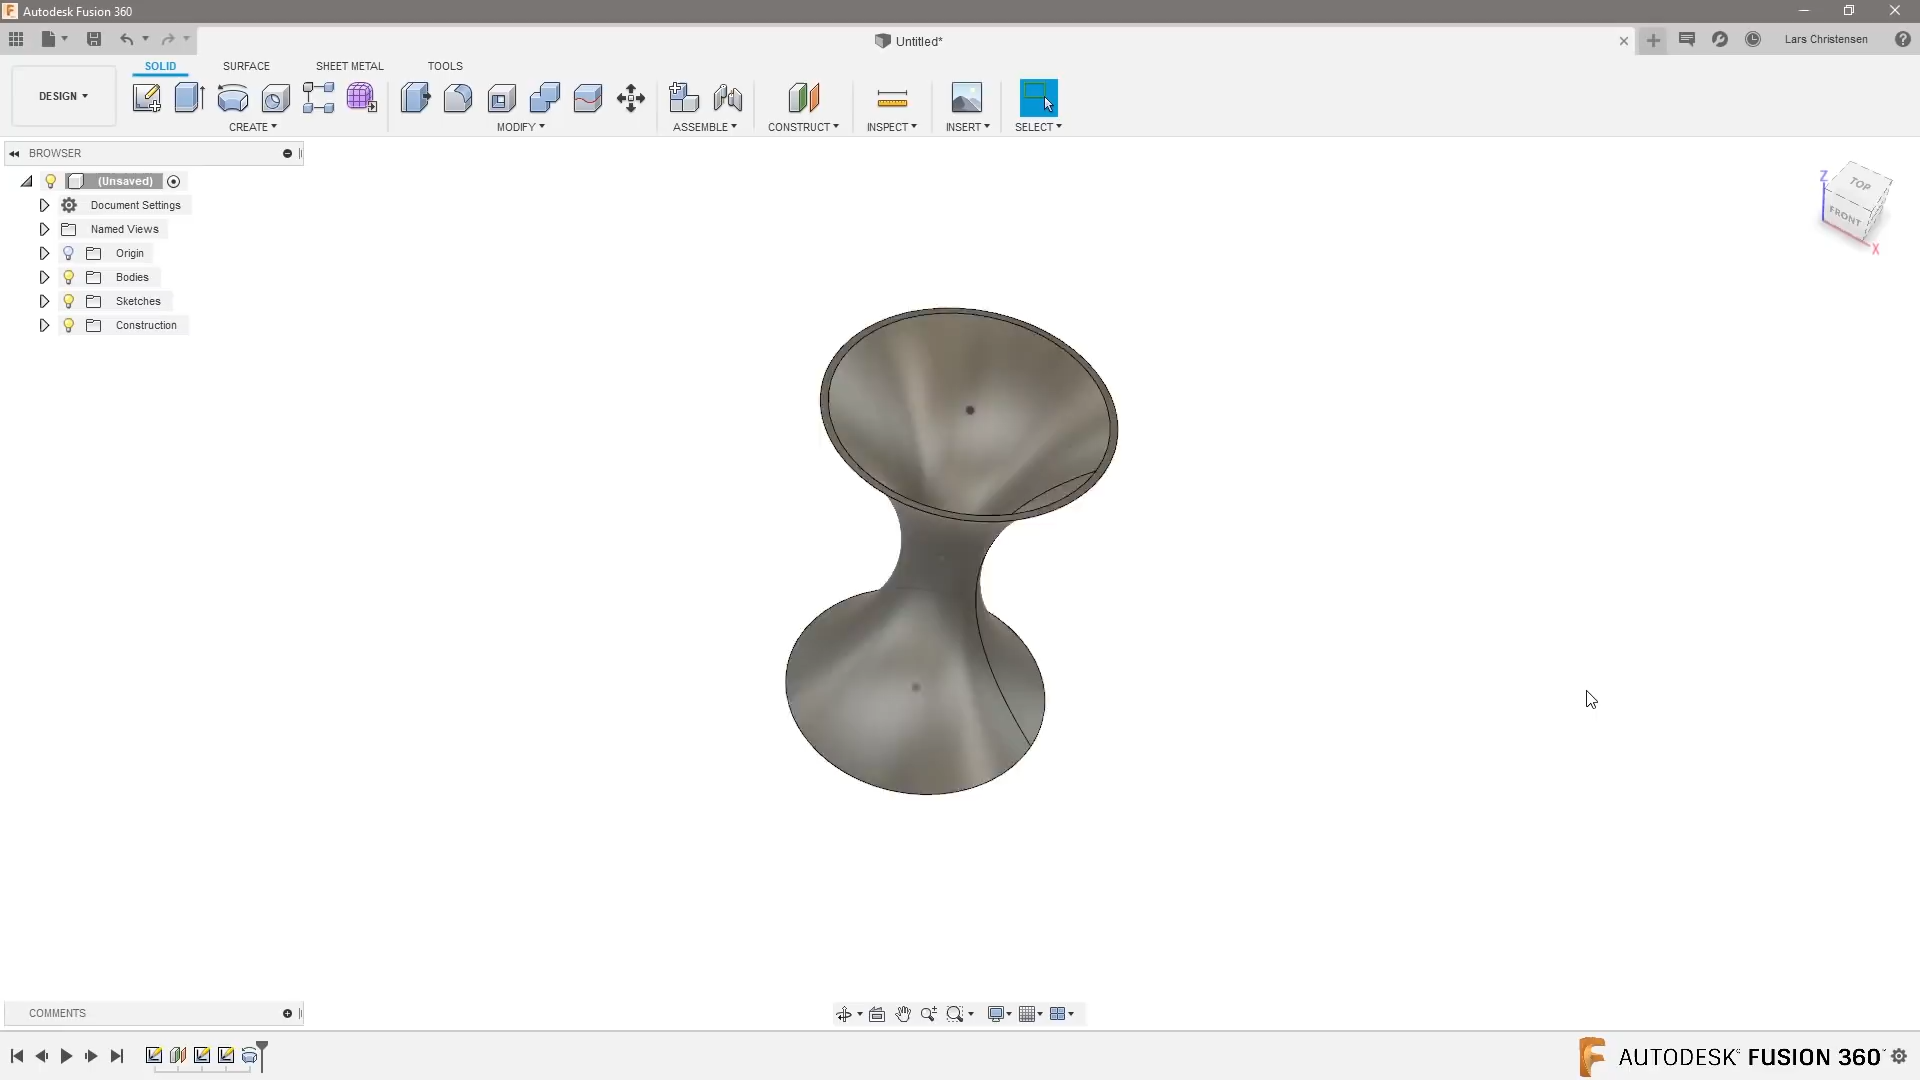 Autodesk Fusion 360
Untitled*
Lars Christensen
DESIGN
SOLID
SURFACE
SHEET METAL
TOOLS
CREATE
MODIFY
ASSEMBLE
CONSTRUCT
INSPECT
INSERT
SELECT
BROWSER
(Unsaved)
Document Settings
Named Views
Origin
Bodies
Sketches
Construction
TOP
FRONT
Z
X
COMMENTS
AUTODESK FUSION 360